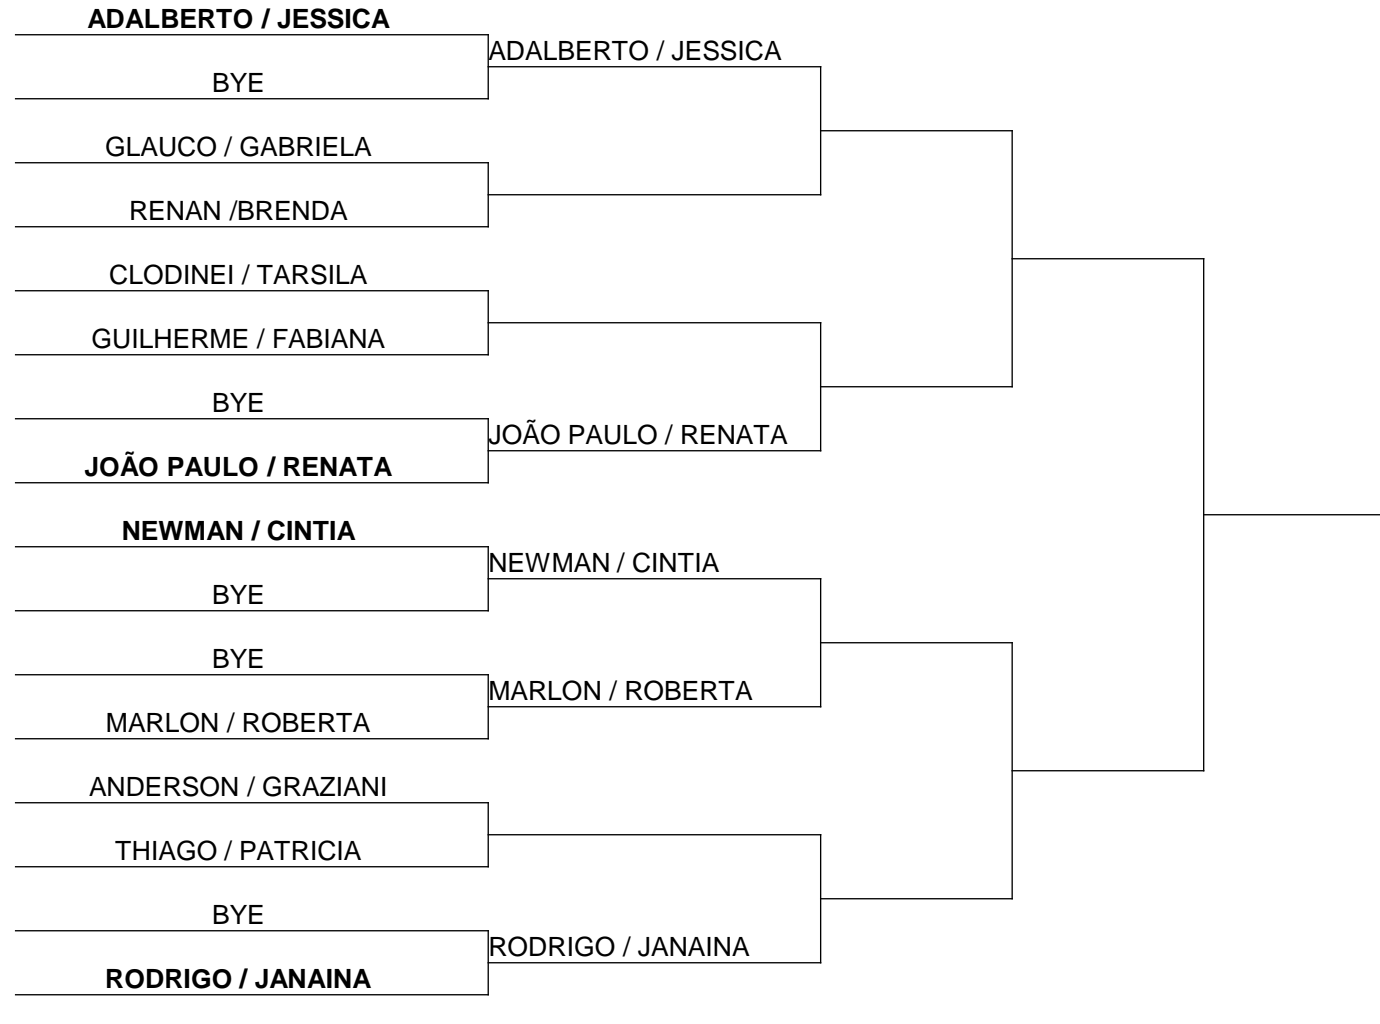 ADALBERTO / JESSICA
ADALBERTO / JESSICA
BYE
GLAUCO / GABRIELA
RENAN /BRENDA
CLODINEI / TARSILA
GUILHERME / FABIANA
BYE
JOÃO PAULO / RENATA
JOÃO PAULO / RENATA
NEWMAN / CINTIA
NEWMAN / CINTIA
BYE
BYE
MARLON / ROBERTA
MARLON / ROBERTA
ANDERSON / GRAZIANI
THIAGO / PATRICIA
BYE
RODRIGO / JANAINA
RODRIGO / JANAINA